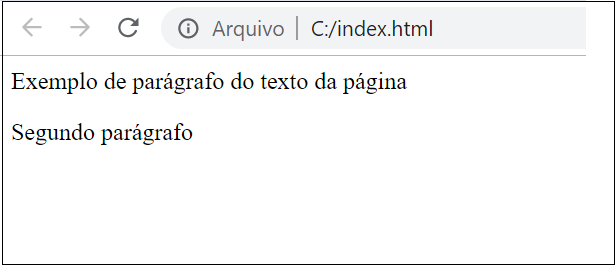 Arquivo | C:/index.html
Exemplo de parágrafo do texto da página
Segundo parágrafo